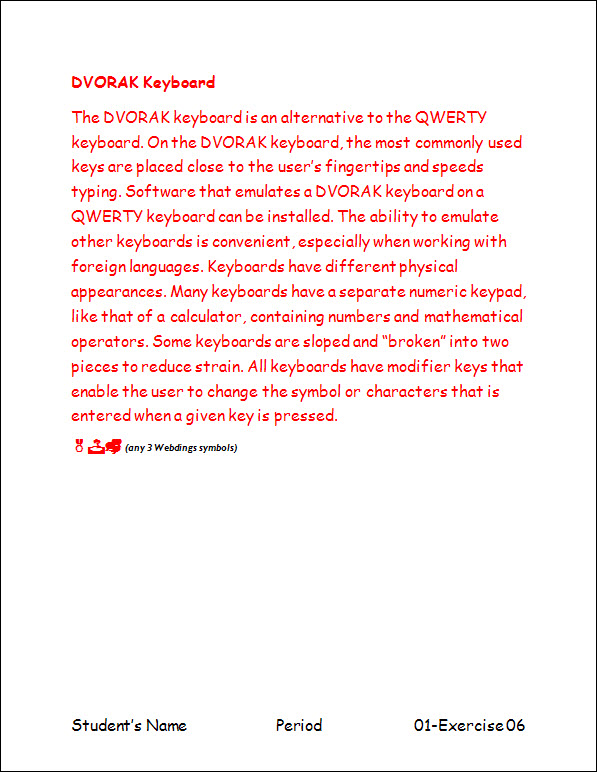 DVORAK Keyboard
The DVORAK keyboard is an alternative to the QWERTY
keyboard. On the DVORAK keyboard, the most commonly used
keys are placed close to the user’s fingertips and speeds
typing. Software that emulates a DVORAK keyboard on a
QWERTY keyboard can be installed. The ability to emulate
other keyboards is convenient, especially when working with
foreign languages. Keyboards have different physical
appearances. Many keyboards have a separate numeric keypad,
like that of a calculator, containing numbers and mathematical
operators. Some keyboards are sloped and “broken” into two
pieces to reduce strain. All keyboards have modifier keys that
enable the user to change the symbol or characters that is
entered when a given key is pressed.
(any 3 Webdings symbols)
Student’s Name Period 01-Exercise 06